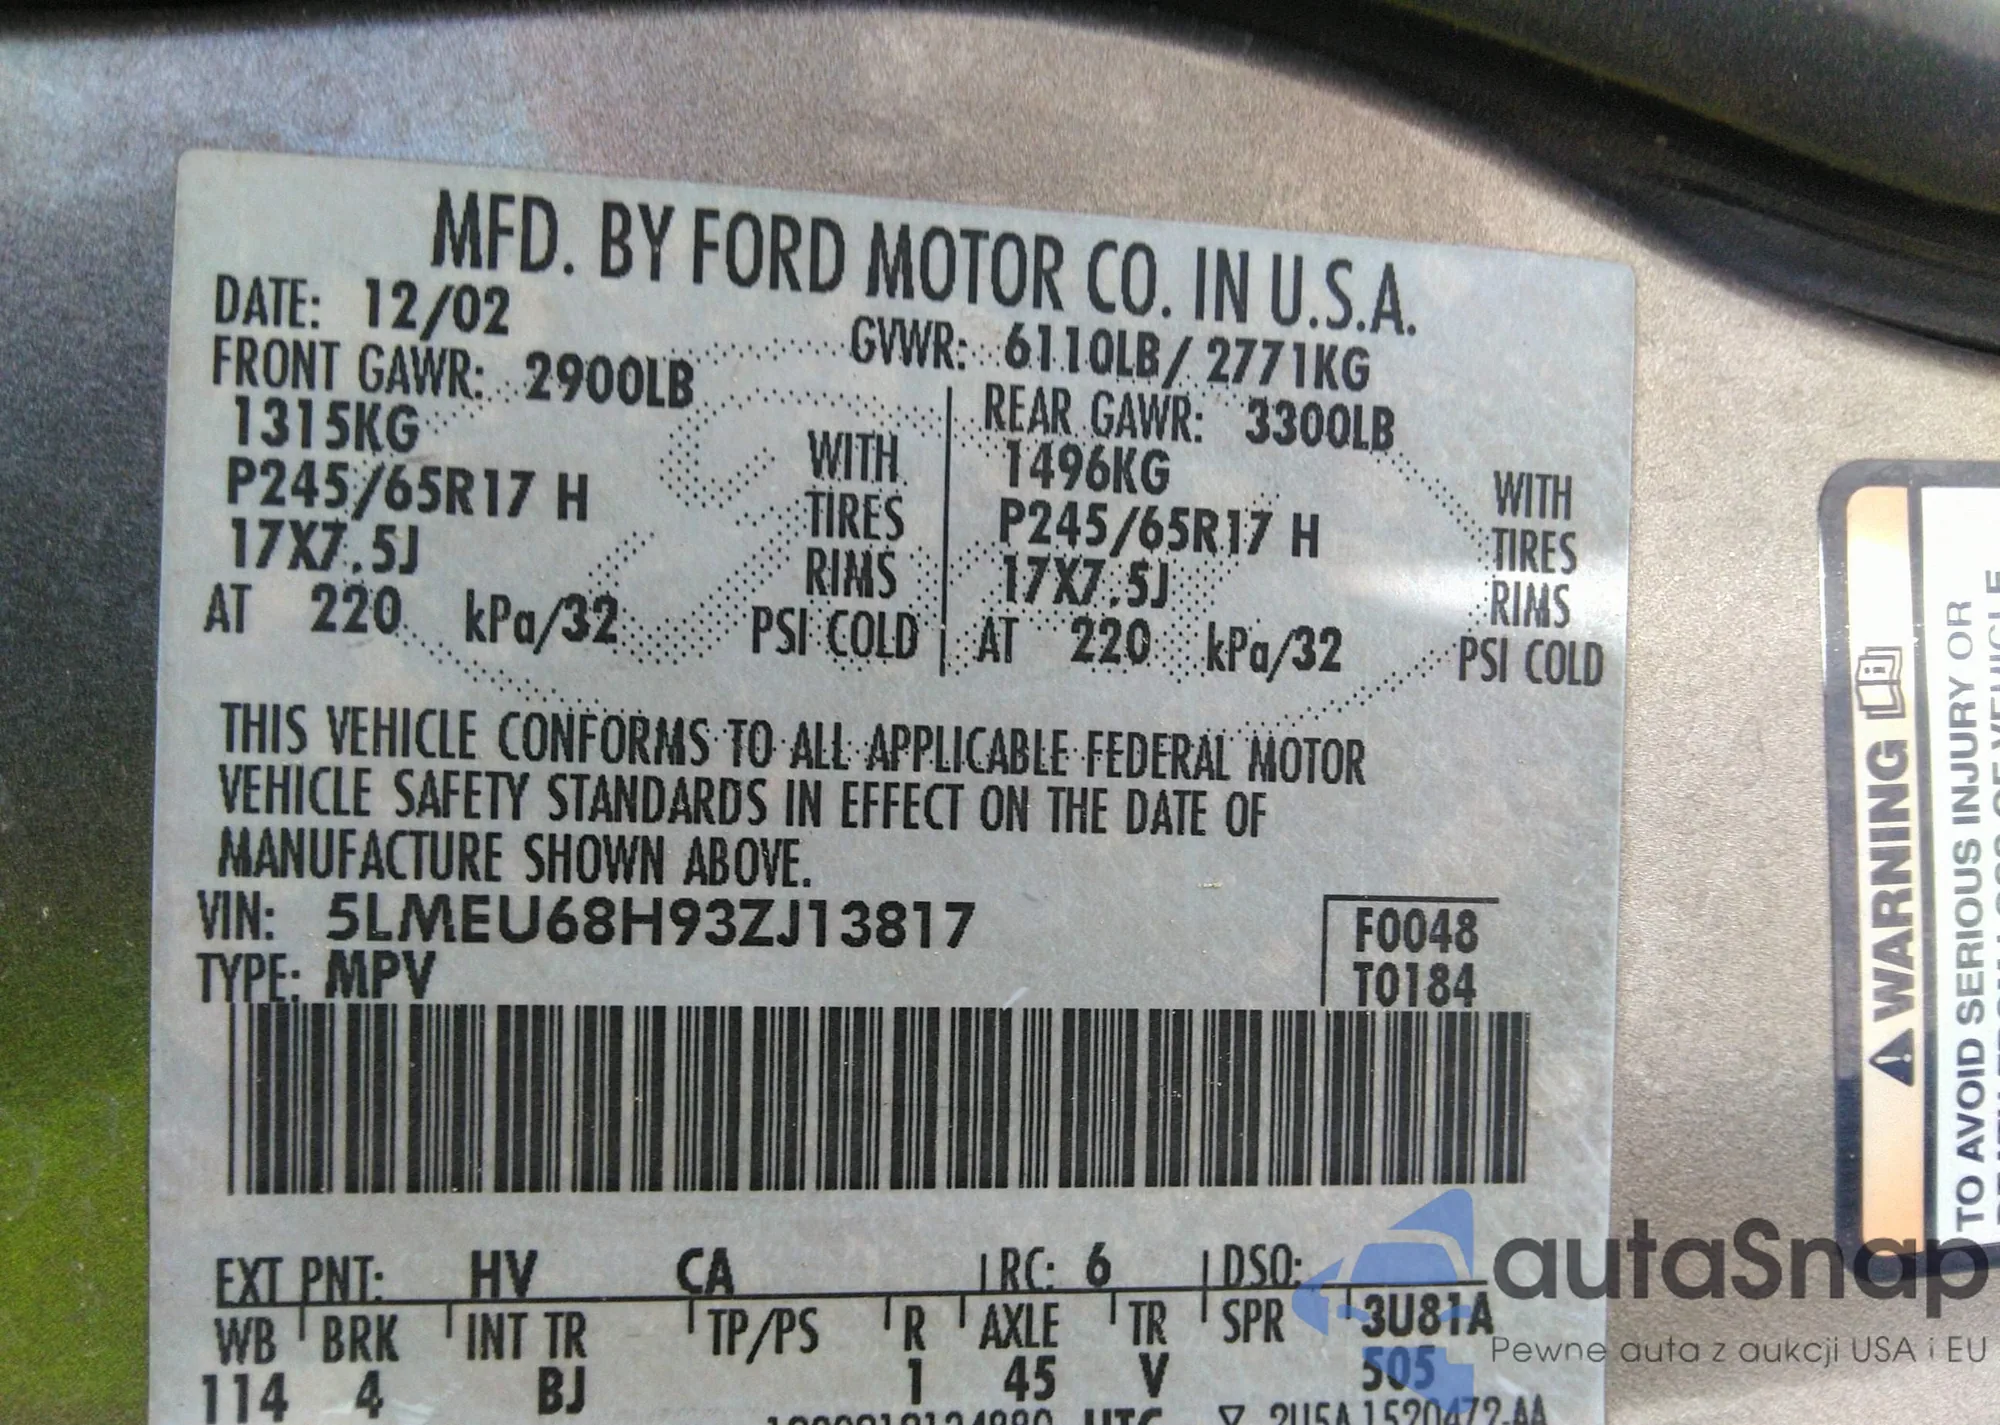 MFD. BY FORD MOTOR CO. IN U.S.A.
DATE: 12/02 GVWR: 6110LB/ 2771KG
FRONT GAWR: 2900LB REAR GAWR: 3300LB
1315KG WITH 1496KG WITH
P245/65R17 H TIRES P245/65R17 H TIRES
17X7.5J RIMS 17X7.5J RIMS
AT 220 kPa/32 PSI COLD AT 220 kPa/32 PSI COLD
THIS VEHICLE CONFORMS TO ALL APPLICABLE FEDERAL MOTOR
VEHICLE SAFETY STANDARDS IN EFFECT ON THE DATE OF
MANUFACTURE SHOWN ABOVE.
VIN: 5LMEU68H93ZJ13817 F0048
TYPE: MPV T0184
EXT PNT: HV CA RC: 6 DSO:
WB BRK INT TR TP/PS R AXLE TR SPR 3U81A
114 4 BJ 1 45 V 505
UTC 2U5A 1520472-AA
WARNING
TO AVOID SERIOUS INJURY OR
autaSnap
Pewne auta z aukcji USA i EU